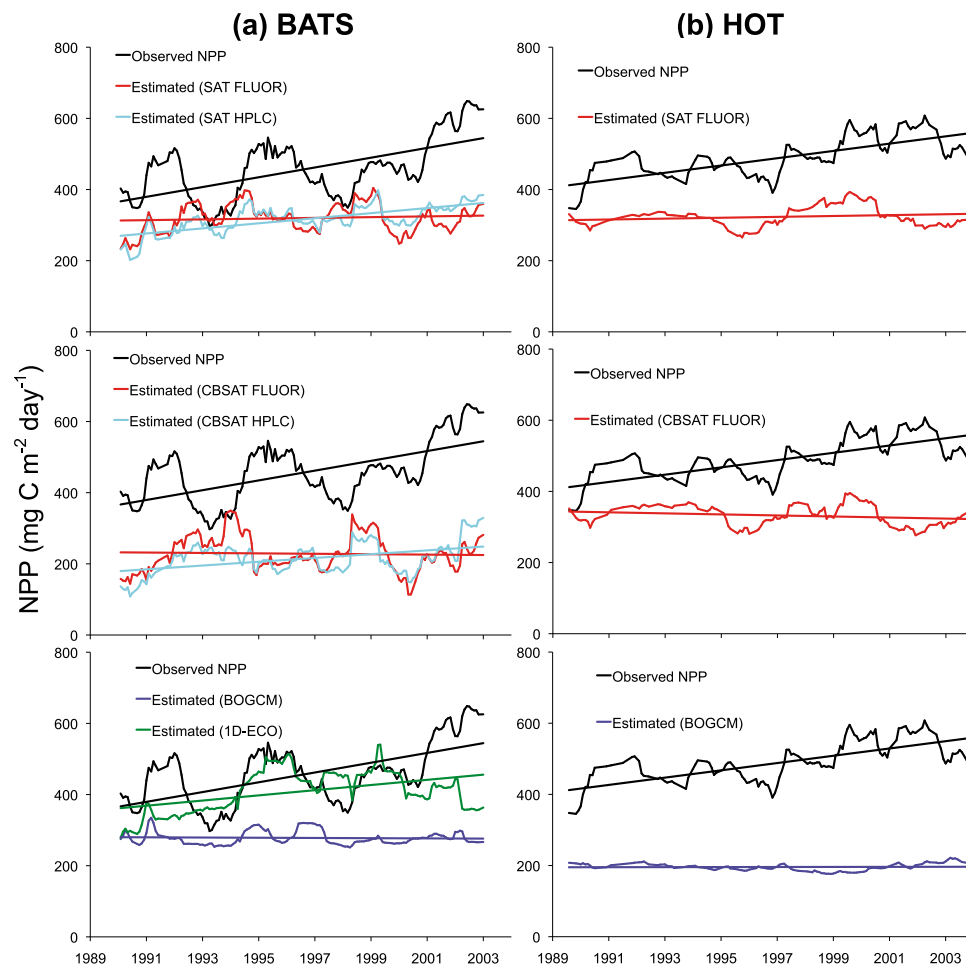 (a) BATS
(b) HOT
NPP (mg C m-2 day-1)
800
600
400
200
0
Observed NPP
Estimated (SAT FLUOR)
Estimated (SAT HPLC)
800
600
400
200
0
Observed NPP
Estimated (SAT FLUOR)
800
600
400
200
0
Observed NPP
Estimated (CBSAT FLUOR)
Estimated (CBSAT HPLC)
800
600
400
200
0
Observed NPP
Estimated (CBSAT FLUOR)
800
600
400
200
0
Observed NPP
Estimated (BOGCM)
Estimated (1D-ECO)
1989 1991 1993 1995 1997 1999 2001 2003
800
600
400
200
0
Observed NPP
Estimated (BOGCM)
1989 1991 1993 1995 1997 1999 2001 2003